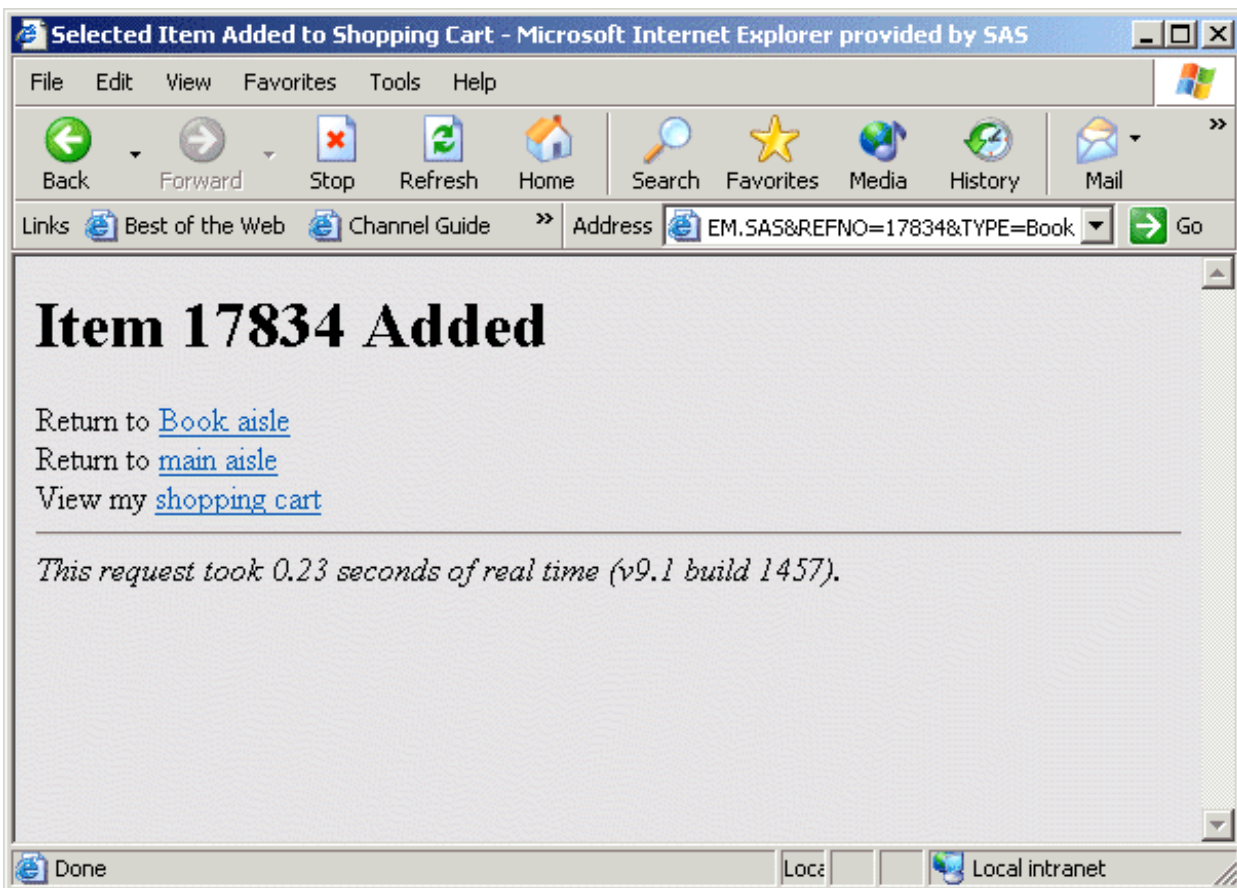 Selected Item Added to Shopping Cart - Microsoft Internet Explorer provided by SAS
File Edit View Favorites Tools Help
Back Forward Stop Refresh Home Search Favorites Media History Mail »
Links Best of the Web Channel Guide » Address EM.SAS&REFNO=17834&TYPE=Book Go
Item 17834 Added
Return to Book aisle
Return to main aisle
View my shopping cart
This request took 0.23 seconds of real time (v9.1 build 1457).
Done Loca Local intranet